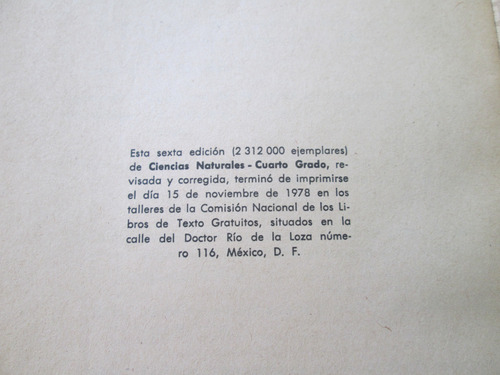 Esta sexta edición (2 312 000 ejemplares)
de Ciencias Naturales - Cuarto Grado, re-
visada y corregida, terminó de imprimirse
el día 15 de noviembre de 1978 en los
talleres de la Comisión Nacional de los Li-
bros de Texto Gratuitos, situados en la
calle del Doctor Río de la Loza núme-
ro 116, México, D. F.